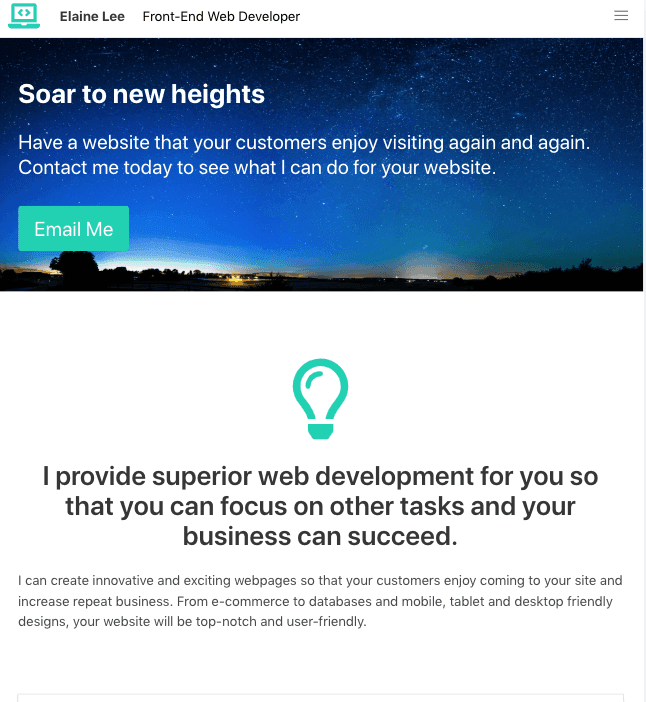 Elaine Lee Front-End Web Developer
Soar to new heights
Have a website that your customers enjoy visiting again and again.
Contact me today to see what I can do for your website.
Email Me
I provide superior web development for you so
that you can focus on other tasks and your
business can succeed.
I can create innovative and exciting webpages so that your customers enjoy coming to your site and
increase repeat business. From e-commerce to databases and mobile, tablet and desktop friendly
designs, your website will be top-notch and user-friendly.